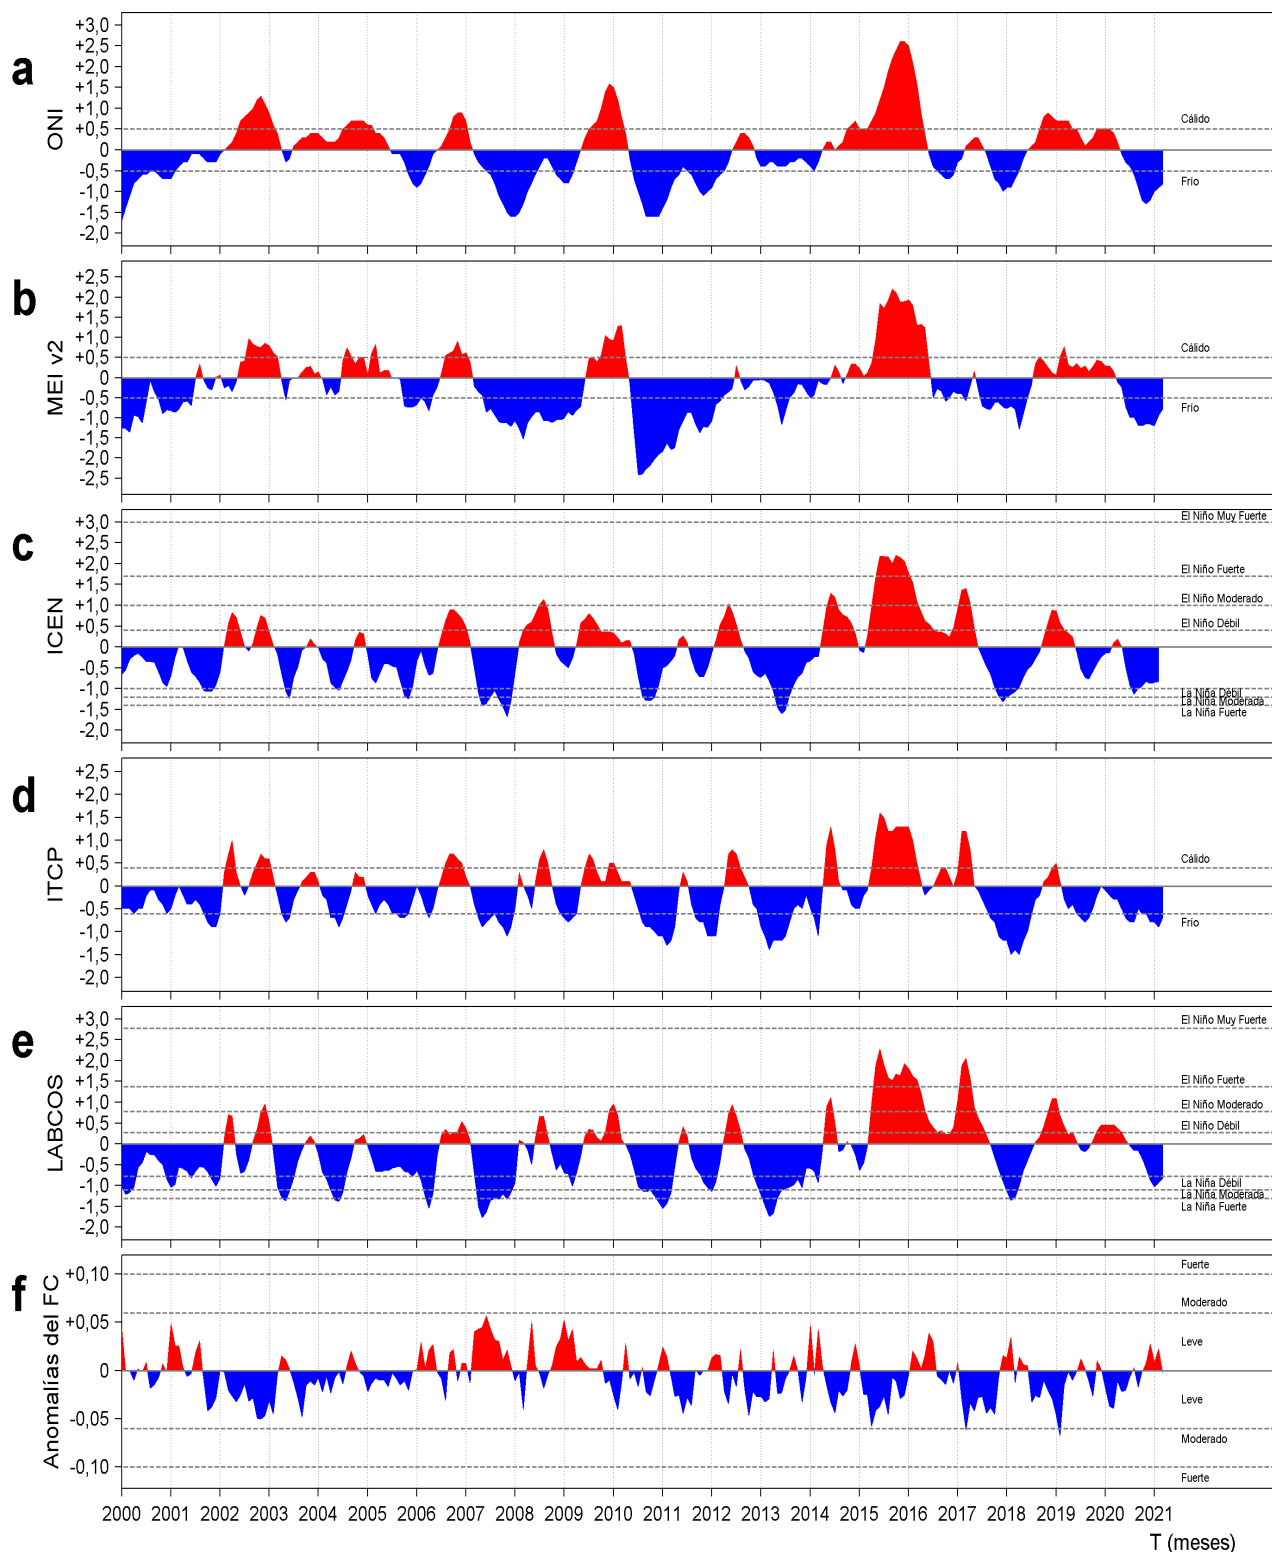 a
ONI
+3,0
+2,5
+2,0
+1,5
+1,0
+0,5
0
-0,5
-1,0
-1,5
-2,0
Cálido
Frío
b
MEI v2
+2,5
+2,0
+1,5
+1,0
+0,5
0
-0,5
-1,0
-1,5
-2,0
-2,5
Cálido
Frío
c
ICEN
+3,0
+2,5
+2,0
+1,5
+1,0
+0,5
0
-0,5
-1,0
-1,5
-2,0
El Niño Muy Fuerte
El Niño Fuerte
El Niño Moderado
El Niño Débil
La Niña Débil
La Niña Moderada
La Niña Fuerte
d
ITCP
+2,5
+2,0
+1,5
+1,0
+0,5
0
-0,5
-1,0
-1,5
-2,0
Cálido
Frío
e
LABCOS
+3,0
+2,5
+2,0
+1,5
+1,0
+0,5
0
-0,5
-1,0
-1,5
-2,0
El Niño Muy Fuerte
El Niño Fuerte
El Niño Moderado
El Niño Débil
La Niña Débil
La Niña Moderada
La Niña Fuerte
f
Anomalías del FC
+0,10
+0,05
0
-0,05
-0,10
Fuerte
Moderado
Leve
Leve
Moderado
Fuerte
2000 2001 2002 2003 2004 2005 2006 2007 2008 2009 2010 2011 2012 2013 2014 2015 2016 2017 2018 2019 2020 2021
T (meses)